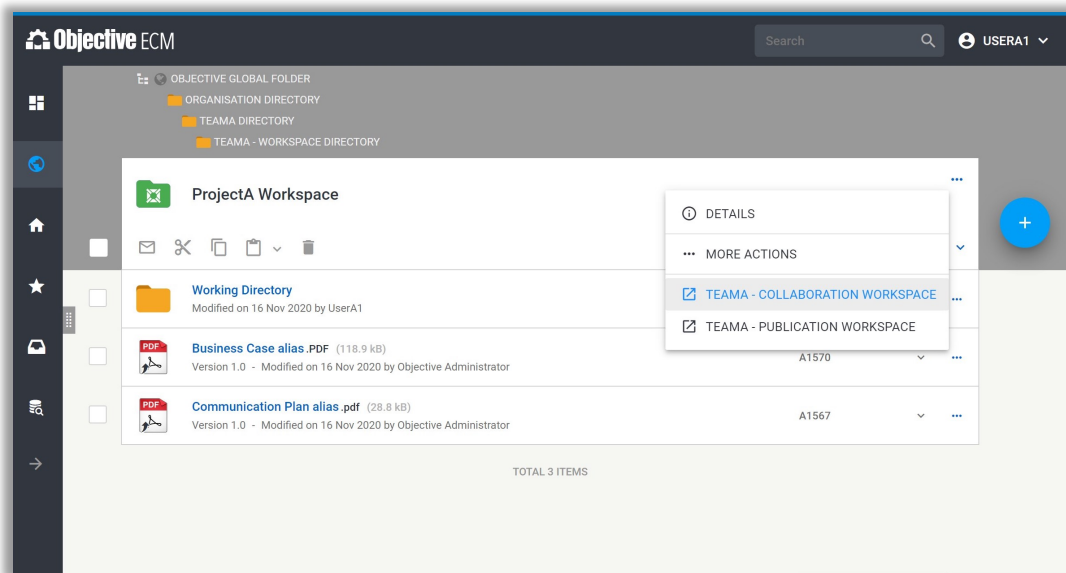 Objective ECM
Search
USERA1
OBJECTIVE GLOBAL FOLDER
ORGANISATION DIRECTORY
TEAMA DIRECTORY
TEAMA - WORKSPACE DIRECTORY
ProjectA Workspace
DETAILS
MORE ACTIONS
TEAMA - COLLABORATION WORKSPACE
TEAMA - PUBLICATION WORKSPACE
Working Directory
Modified on 16 Nov 2020 by UserA1
PDF
Business Case alias .PDF (118.9 kB)
Version 1.0 - Modified on 16 Nov 2020 by Objective Administrator
A1570
PDF
Communication Plan alias .pdf (28.8 kB)
Version 1.0 - Modified on 16 Nov 2020 by Objective Administrator
A1567
TOTAL 3 ITEMS